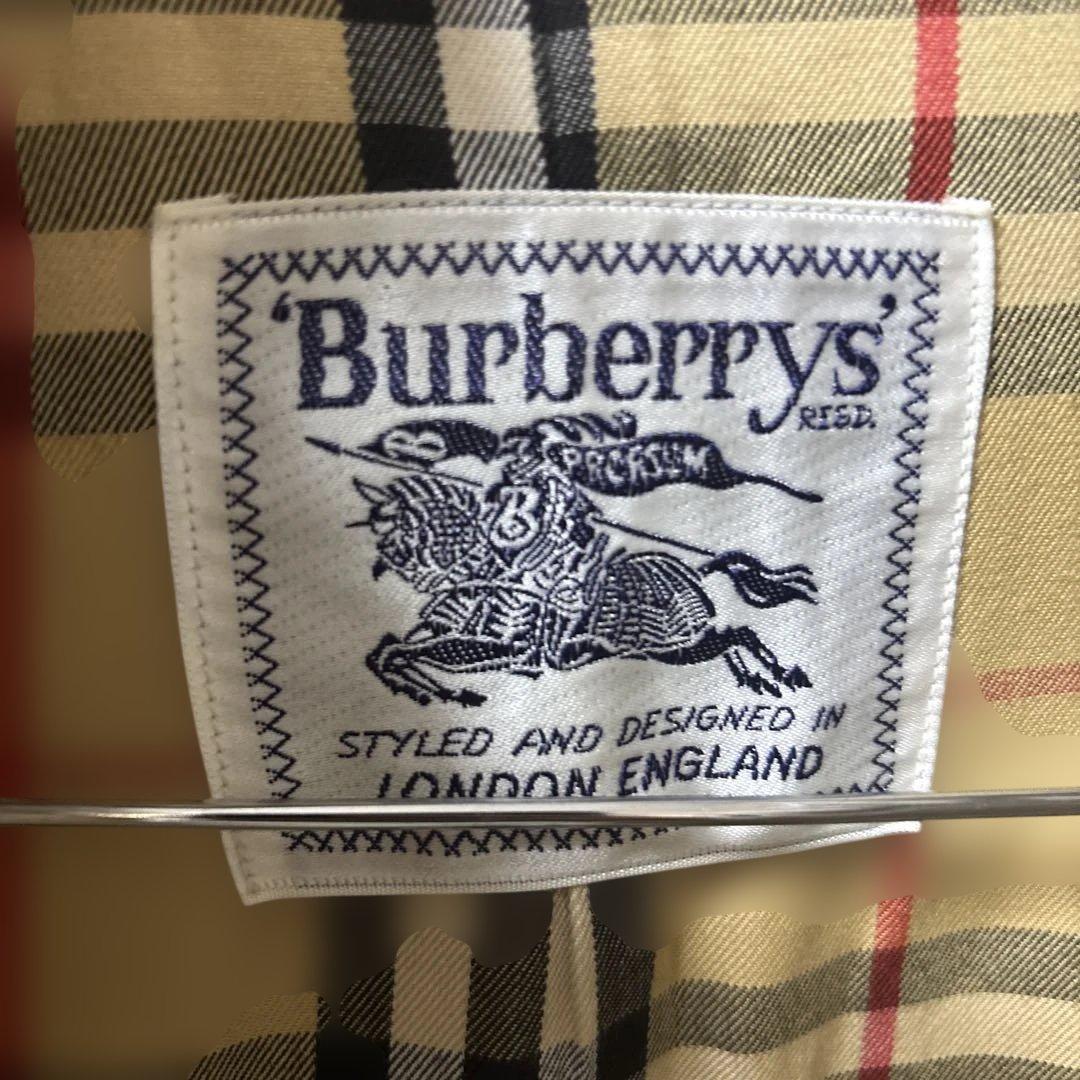 'Burberrys'
REGD.
B PRORSUM
B
STYLED AND DESIGNED IN
LONDON ENGLAND